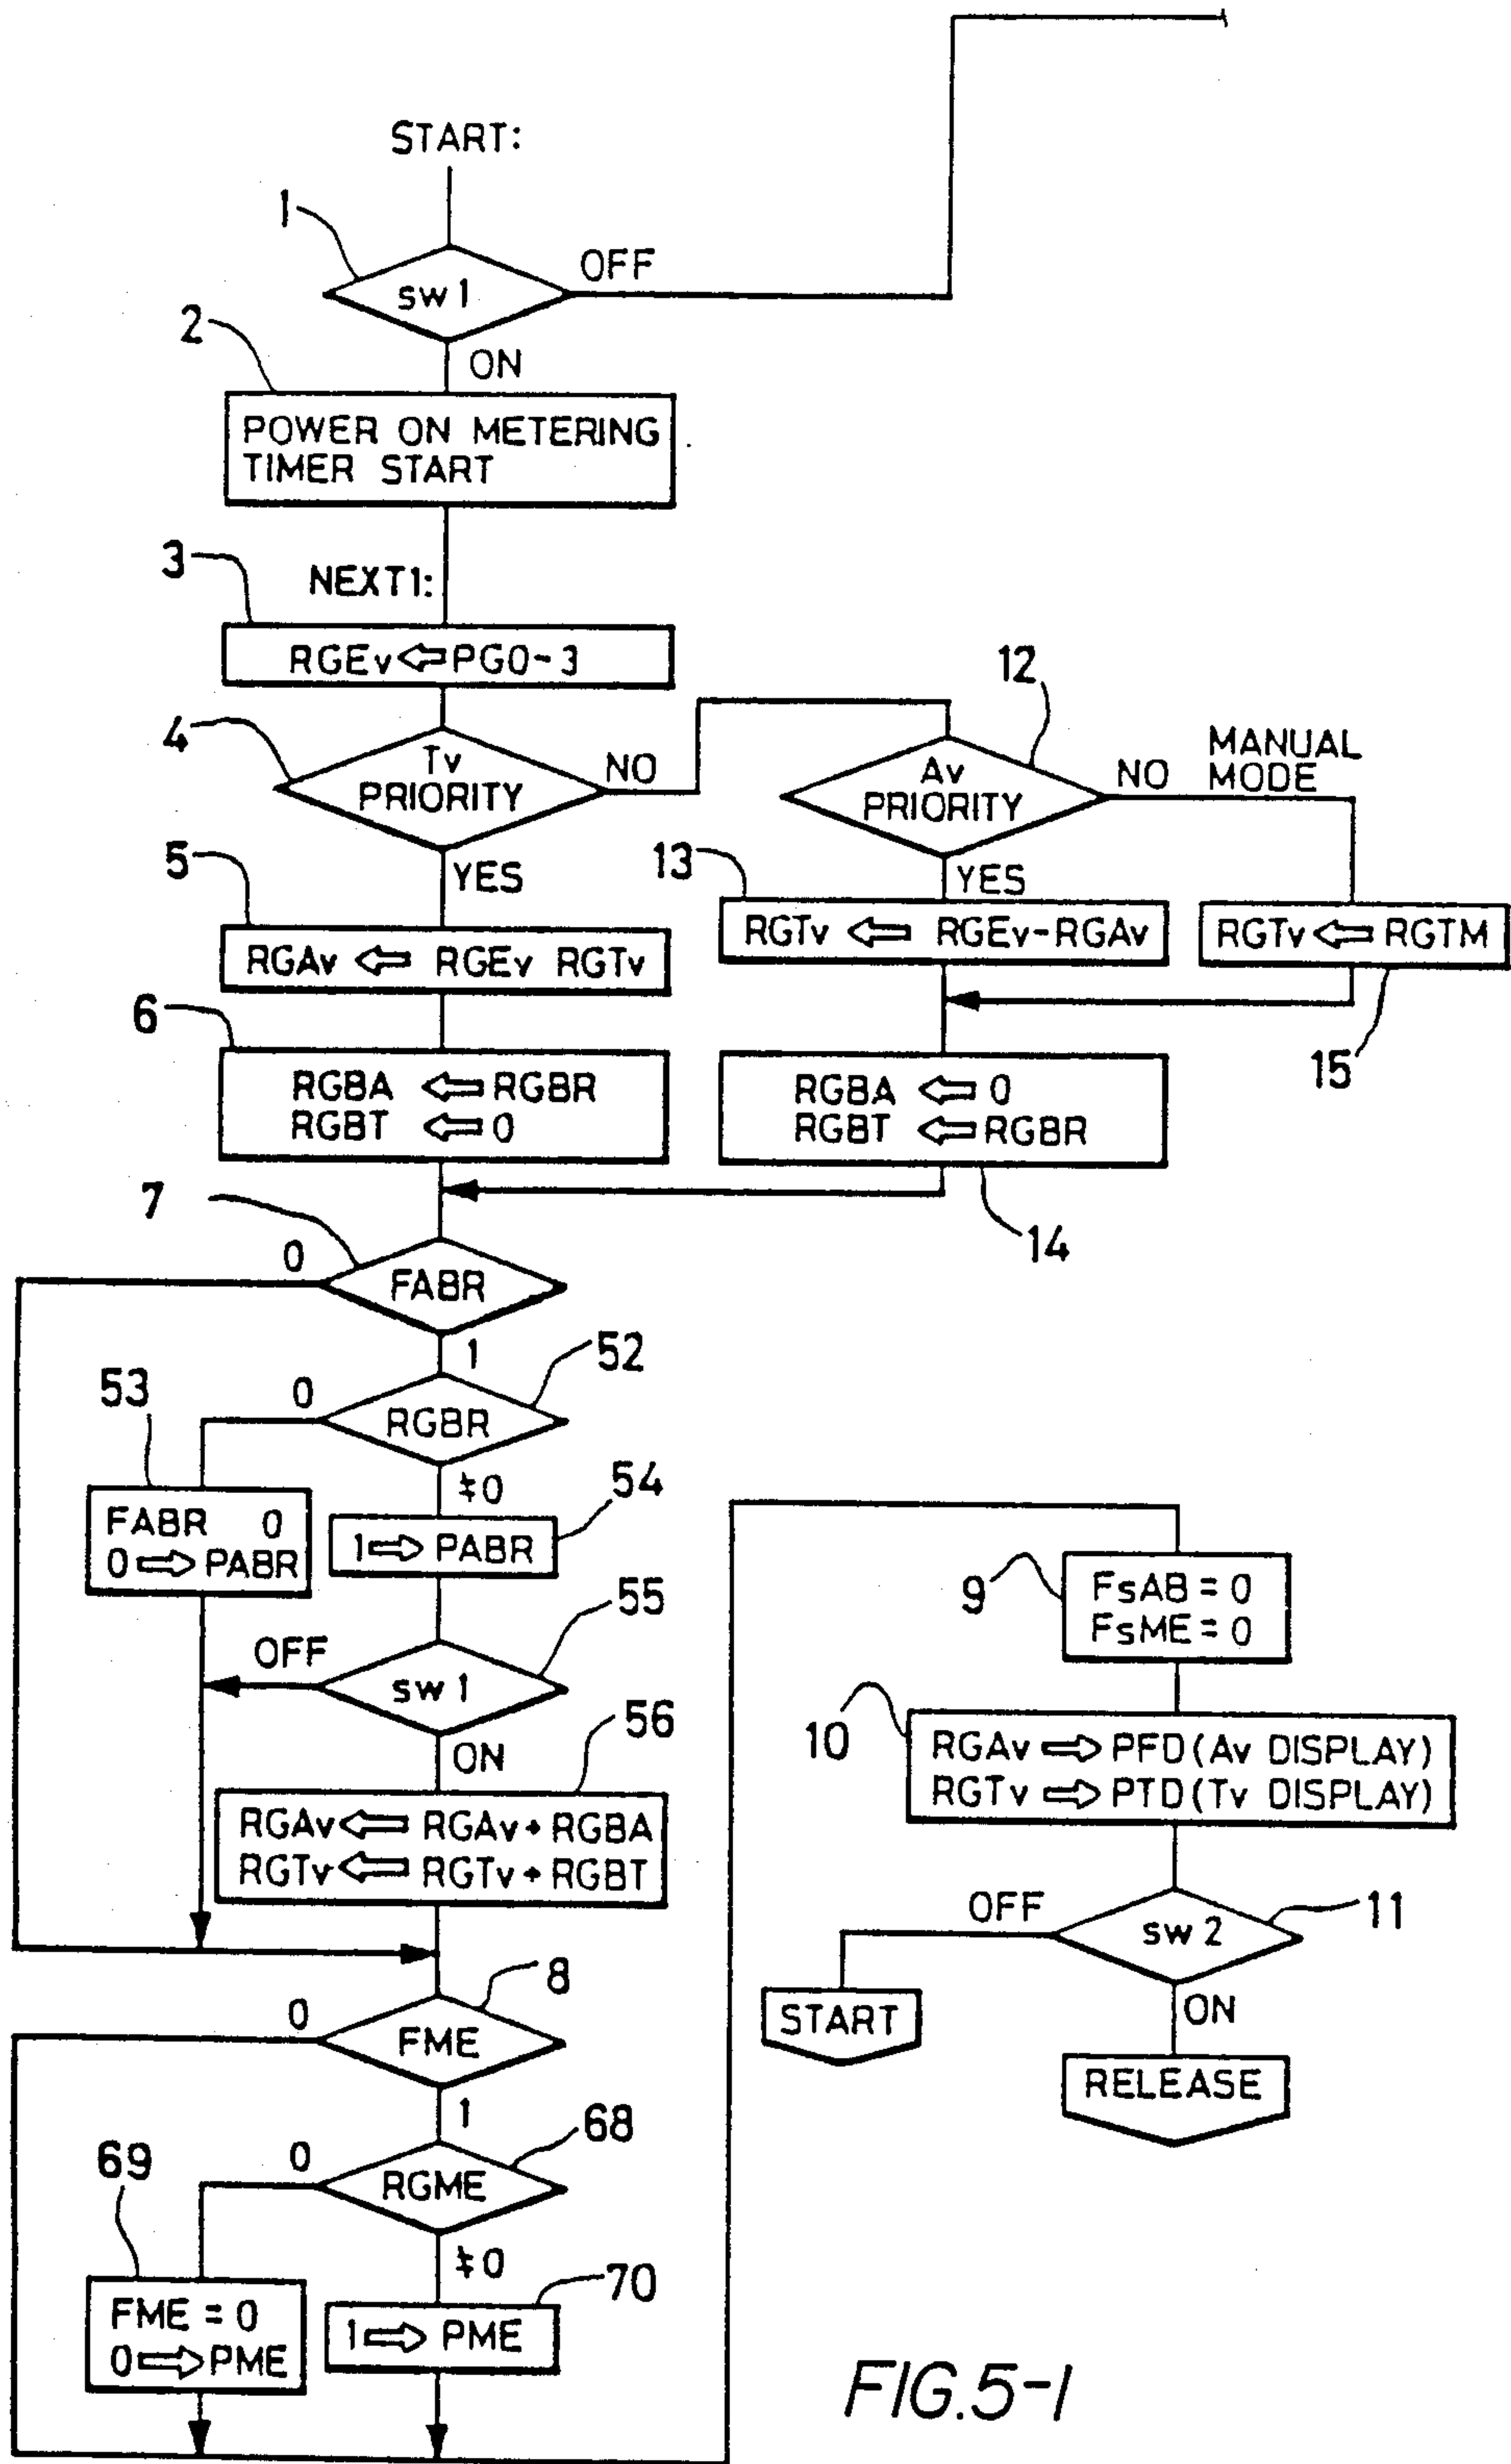 START:
1
sw 1
OFF
ON
2
POWER ON METERING
TIMER START
3
NEXT1:
RGEv ⇦ PG0-3
4
Tv
PRIORITY
NO
YES
12
Av
PRIORITY
NO
MANUAL
MODE
YES
5
RGAv ⇦ RGEv RGTv
13
RGTv ⇦ RGEv-RGAv
RGTv ⇦ RGTM
15
6
RGBA ⇦ RGBR
RGBT ⇦ 0
RGBA ⇦ 0
RGBT ⇦ RGBR
14
7
0
FABR
1
52
0
RGBR
≠0
53
FABR 0
0 ⇨ PABR
54
1 ⇨ PABR
55
OFF
sw 1
ON
56
RGAv ⇦ RGAv + RGBA
RGTv ⇦ RGTv + RGBT
8
0
FME
1
68
0
RGME
≠0
69
FME = 0
0 ⇨ PME
70
1 ⇨ PME
9
FsAB = 0
FsME = 0
10
RGAv ⇨ PFD (Av DISPLAY)
RGTv ⇨ PTD (Tv DISPLAY)
OFF
sw 2
11
ON
START
RELEASE
FIG.5-1